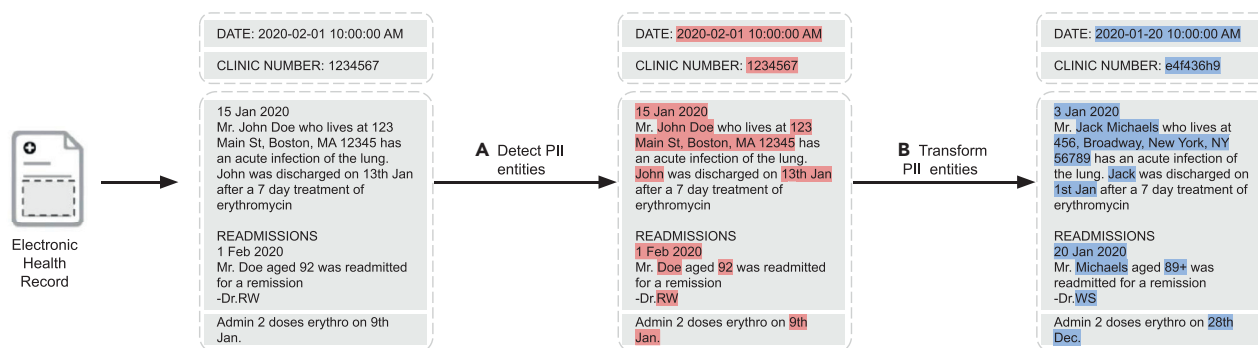 Electronic
Health
Record
DATE: 2020-02-01 10:00:00 AM
CLINIC NUMBER: 1234567
15 Jan 2020
Mr. John Doe who lives at 123
Main St, Boston, MA 12345 has
an acute infection of the lung.
John was discharged on 13th Jan
after a 7 day treatment of
erythromycin
READMISSIONS
1 Feb 2020
Mr. Doe aged 92 was readmitted
for a remission
-Dr.RW
Admin 2 doses erythro on 9th
Jan.
A Detect PII
entities
DATE: 2020-02-01 10:00:00 AM
CLINIC NUMBER: 1234567
15 Jan 2020
Mr. John Doe who lives at 123
Main St, Boston, MA 12345 has
an acute infection of the lung.
John was discharged on 13th Jan
after a 7 day treatment of
erythromycin
READMISSIONS
1 Feb 2020
Mr. Doe aged 92 was readmitted
for a remission
-Dr.RW
Admin 2 doses erythro on 9th
Jan.
B Transform
PII entities
DATE: 2020-01-20 10:00:00 AM
CLINIC NUMBER: e4f436h9
3 Jan 2020
Mr. Jack Michaels who lives at
456, Broadway, New York, NY
56789 has an acute infection of
the lung. Jack was discharged on
1st Jan after a 7 day treatment of
erythromycin
READMISSIONS
20 Jan 2020
Mr. Michaels aged 89+ was
readmitted for a remission
-Dr.WS
Admin 2 doses erythro on 28th
Dec.